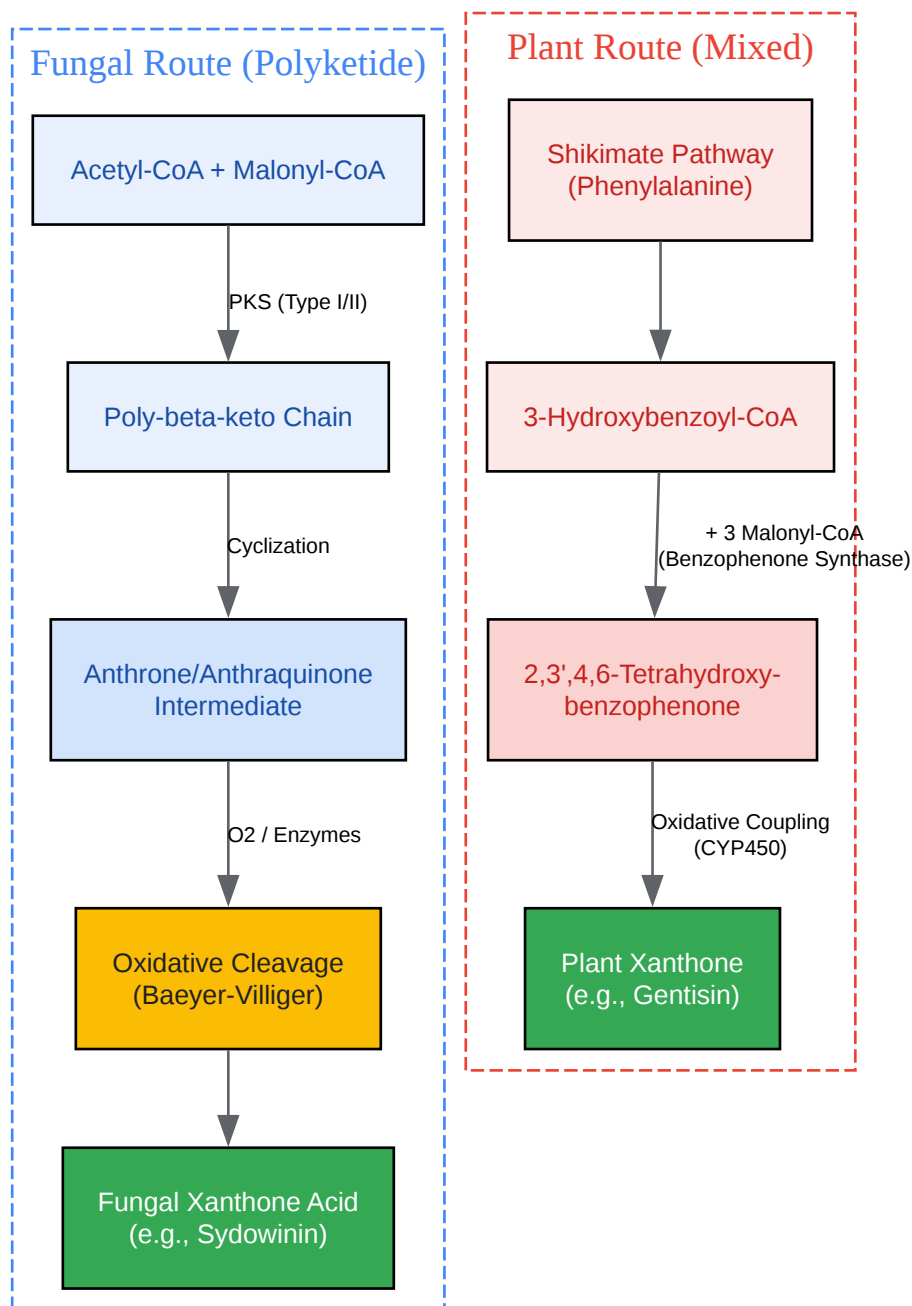 Fungal Route (Polyketide)
Acetyl-CoA + Malonyl-CoA
PKS (Type I/II)
Poly-beta-keto Chain
Cyclization
Anthrone/Anthraquinone
Intermediate
O2 / Enzymes
Oxidative Cleavage
(Baeyer-Villiger)
Fungal Xanthone Acid
(e.g., Sydowinin)
Plant Route (Mixed)
Shikimate Pathway
(Phenylalanine)
3-Hydroxybenzoyl-CoA
+ 3 Malonyl-CoA
(Benzophenone Synthase)
2,3',4,6-Tetrahydroxy-
benzophenone
Oxidative Coupling
(CYP450)
Plant Xanthone
(e.g., Gentisin)